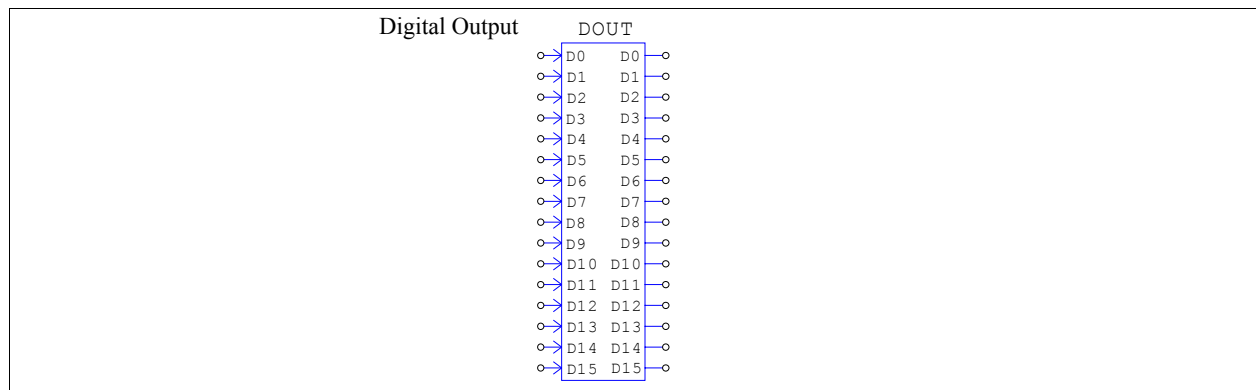 Digital Output DOUT
D0 D0
D1 D1
D2 D2
D3 D3
D4 D4
D5 D5
D6 D6
D7 D7
D8 D8
D9 D9
D10 D10
D11 D11
D12 D12
D13 D13
D14 D14
D15 D15